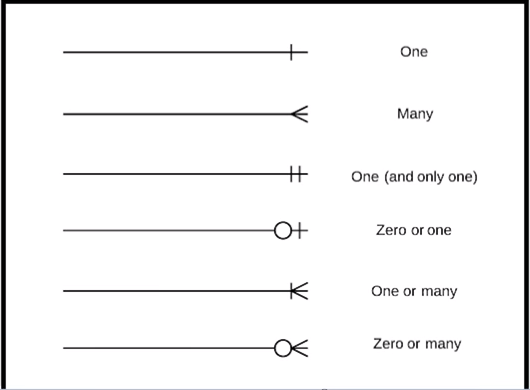 One
Many
One (and only one)
Zero or one
One or many
Zero or many